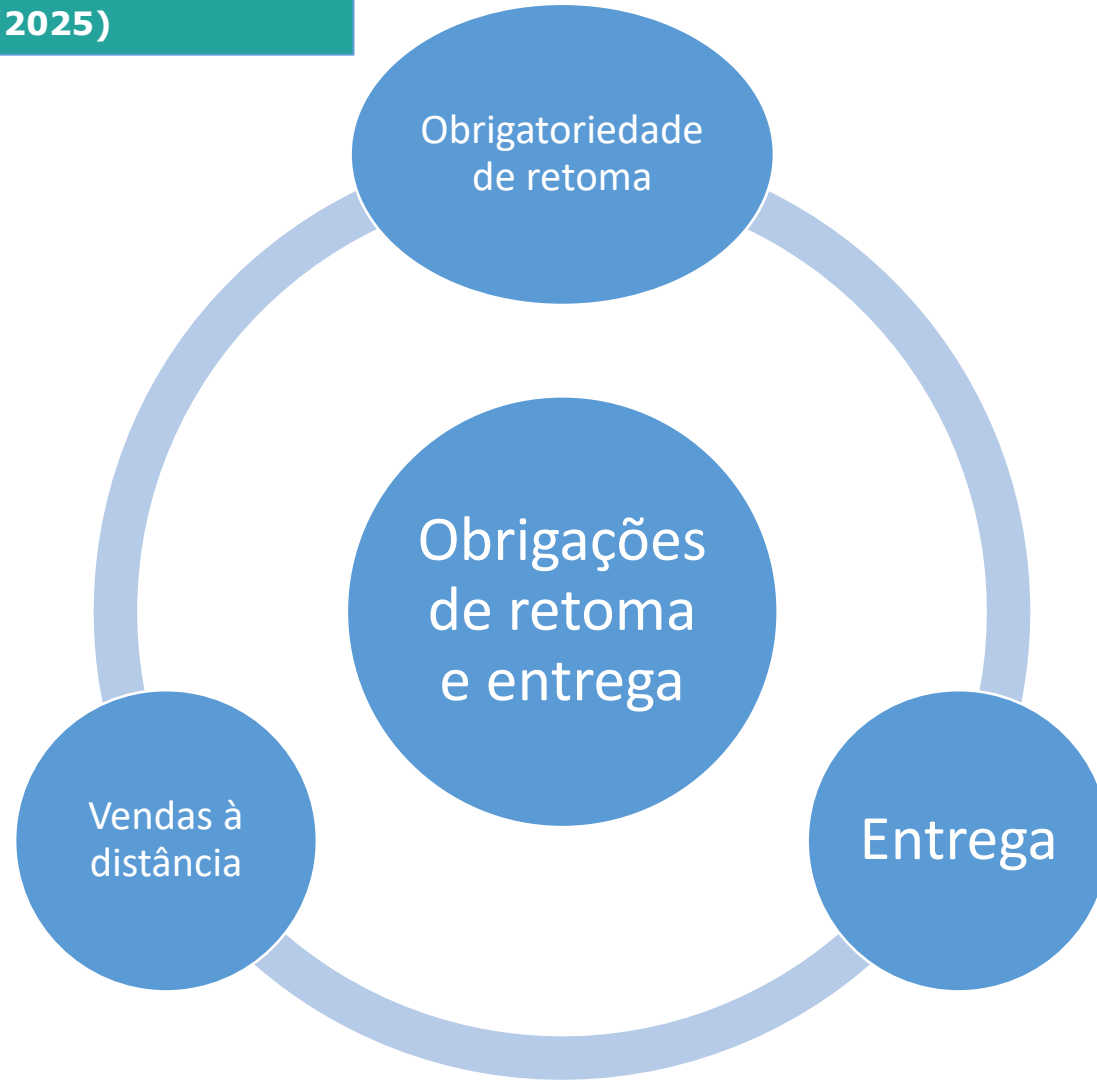 2025)
Obrigatoriedade
de retoma
Obrigações
de retoma
e entrega
Vendas à
distância
Entrega